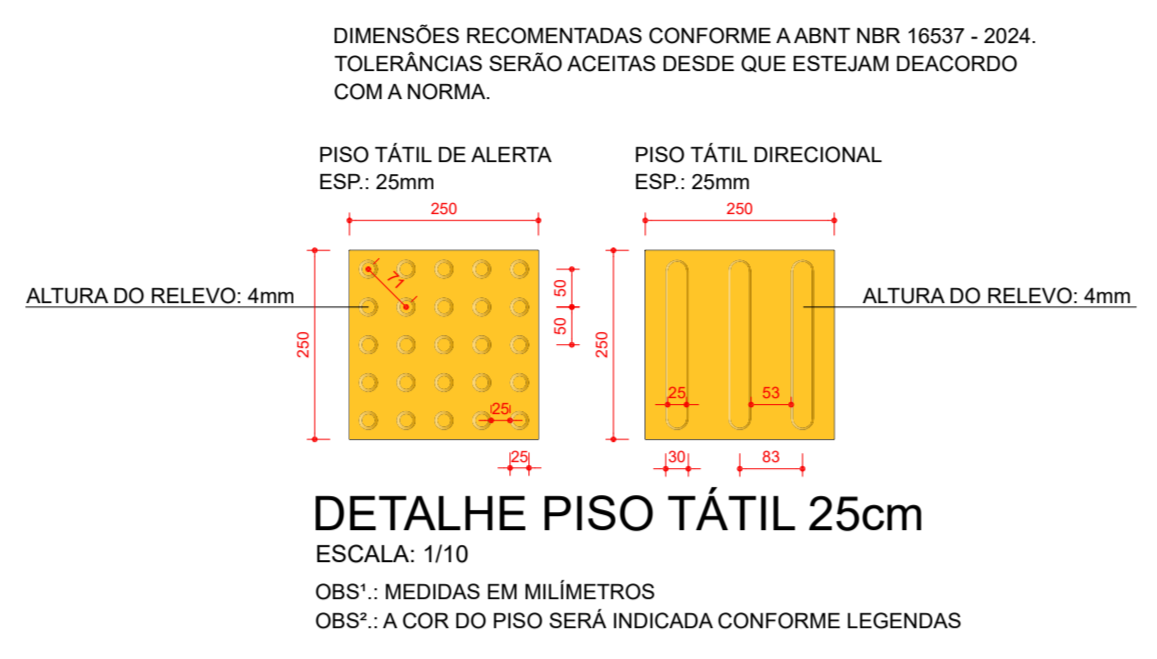 DIMENSÕES RECOMENDADAS CONFORME A ABNT NBR 16537 - 2024.
TOLERÂNCIAS SERÃO ACEITAS DESDE QUE ESTEJAM DEACORDO
COM A NORMA.
PISO TÁTIL DE ALERTA
ESP.: 25mm
PISO TÁTIL DIRECIONAL
ESP.: 25mm
250
250
71
50
50
250
250
ALTURA DO RELEVO: 4mm
ALTURA DO RELEVO: 4mm
25
25
25
53
30
83
DETALHE PISO TÁTIL 25cm
ESCALA: 1/10
OBS¹.: MEDIDAS EM MILÍMETROS
OBS².: A COR DO PISO SERÁ INDICADA CONFORME LEGENDAS